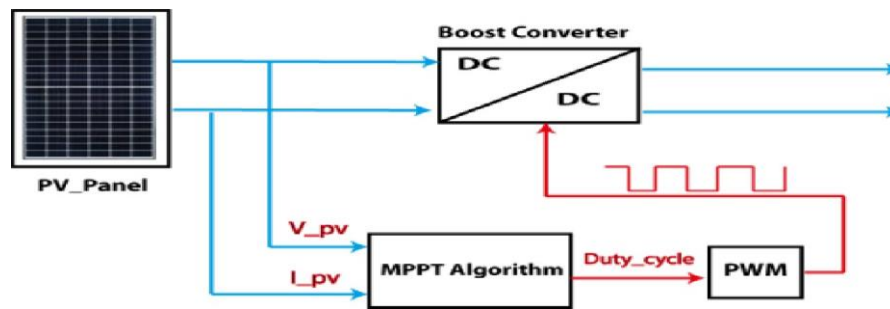 Boost Converter
DC
DC
PV_Panel
V_pv
I_pv
MPPT Algorithm
Duty_cycle
PWM